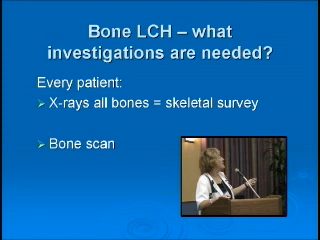 Bone LCH – what
investigations are needed?
Every patient:
➢ X-rays all bones = skeletal survey
➢ Bone scan